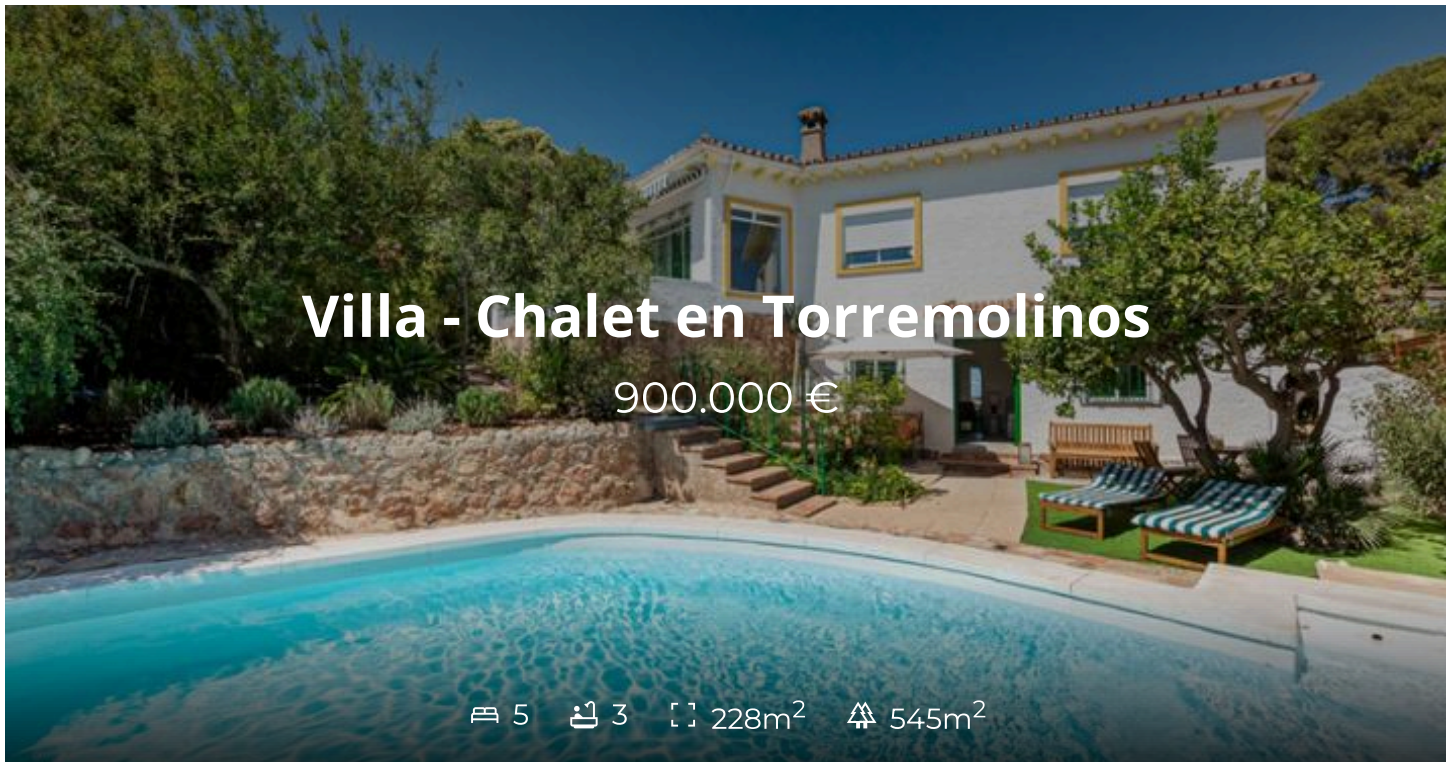 Villa - Chalet en Torremolinos
900.000 €
5 3 228m² 545m²